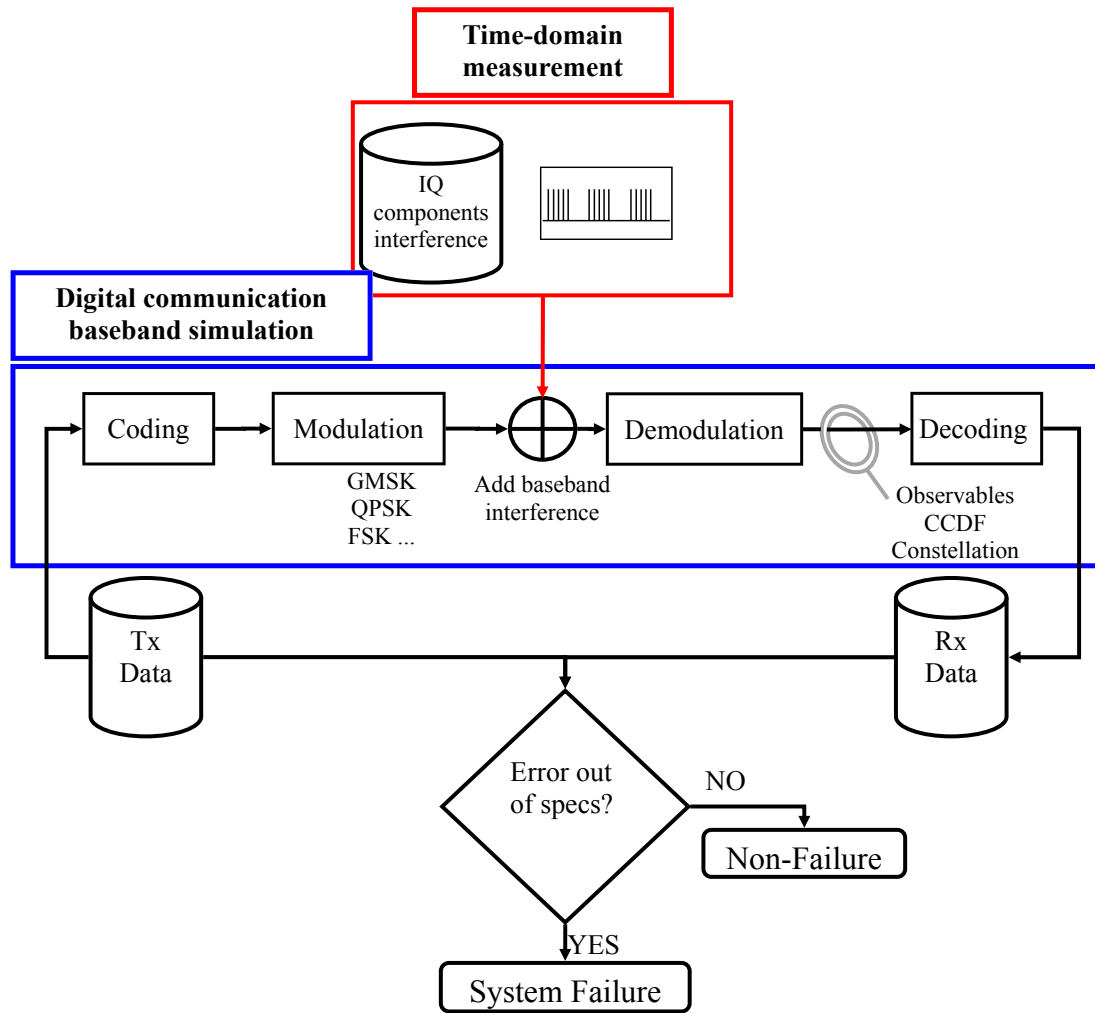 Time-domain
measurement
IQ
components
interference
Digital communication
baseband simulation
Coding
Modulation
Demodulation
Decoding
GMSK
QPSK
FSK ...
Add baseband
interference
Observables
CCDF
Constellation
Tx
Data
Rx
Data
Error out
of specs?
NO
Non-Failure
YES
System Failure